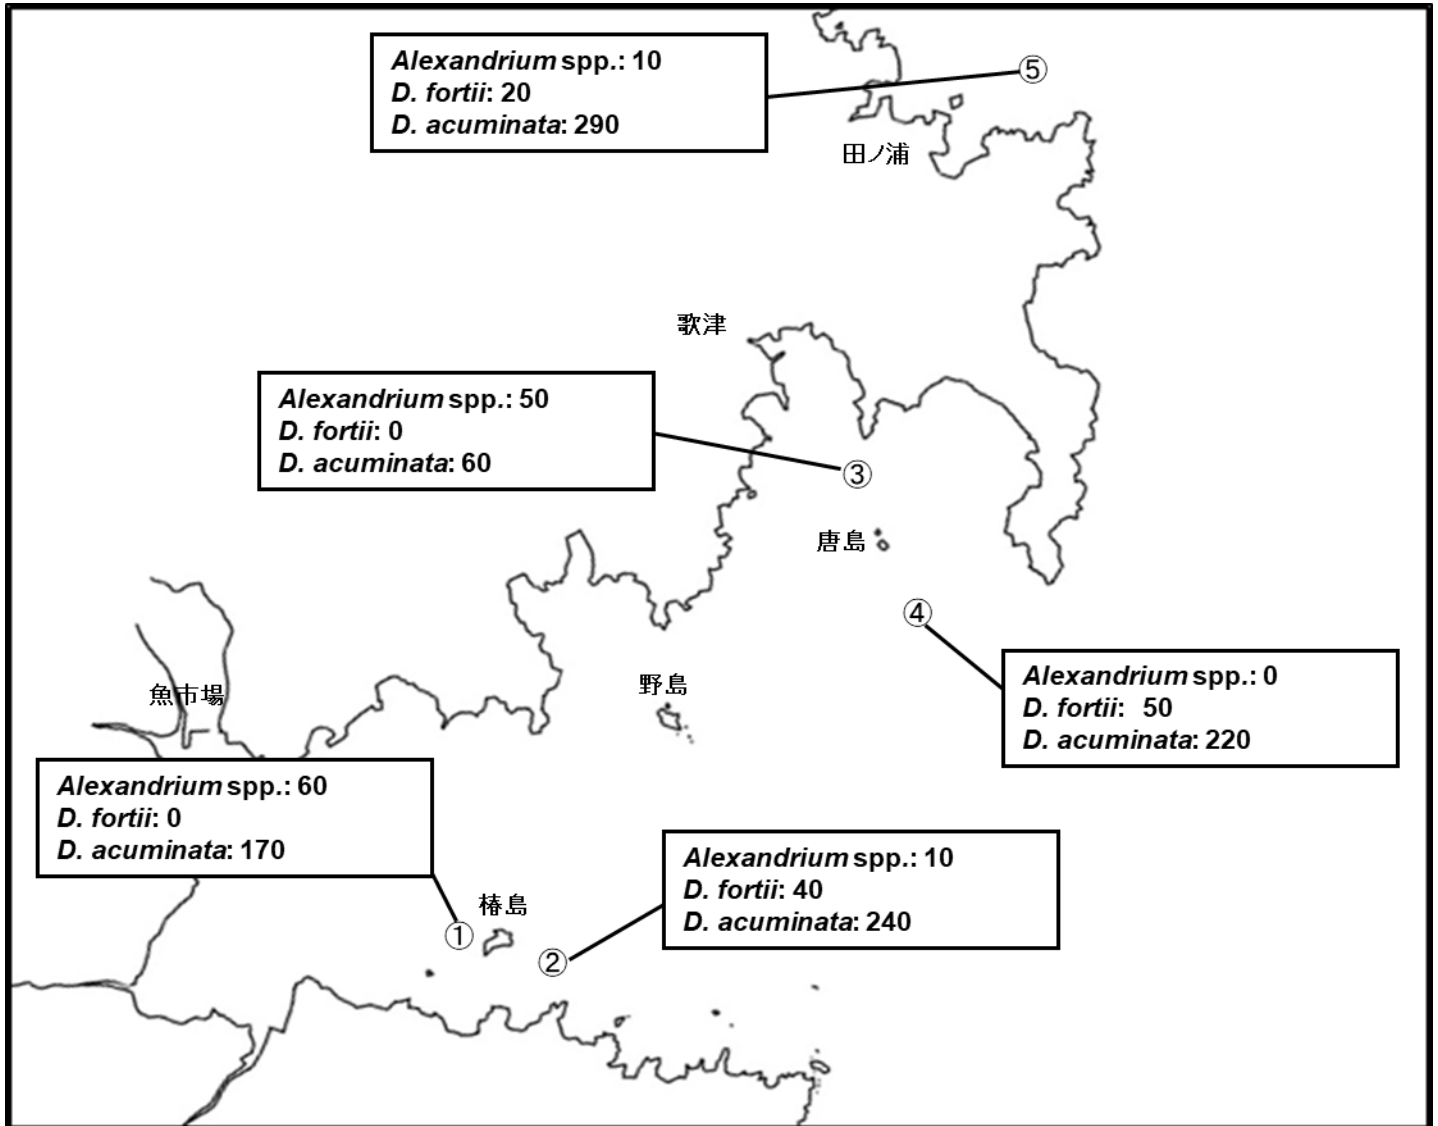 Alexandrium spp.: 10
D. fortii: 20
D. acuminata: 290
⑤
田ノ浦
歌津
Alexandrium spp.: 50
D. fortii: 0
D. acuminata: 60
③
唐島
④
Alexandrium spp.: 0
D. fortii: 50
D. acuminata: 220
野島
魚市場
Alexandrium spp.: 60
D. fortii: 0
D. acuminata: 170
椿島
①
②
Alexandrium spp.: 10
D. fortii: 40
D. acuminata: 240